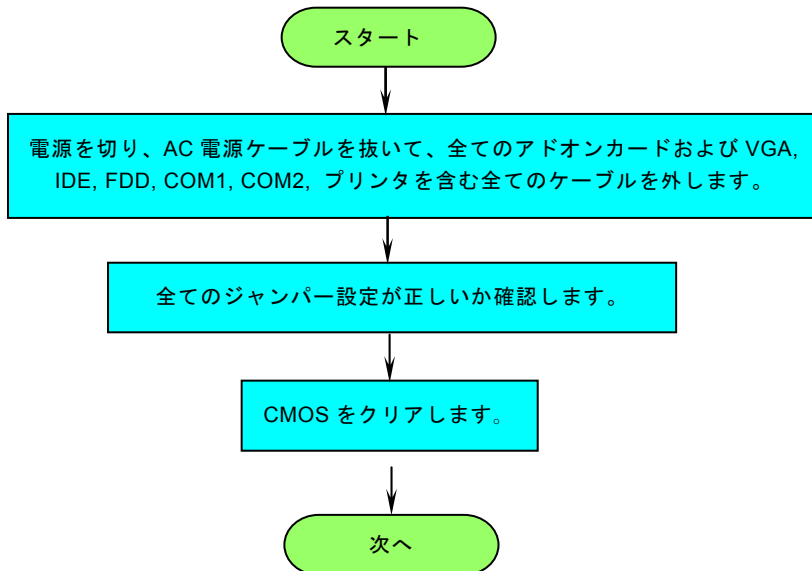 スタート
電源を切り、AC 電源ケーブルを抜いて、全てのアドオンカードおよび VGA,
IDE, FDD, COM1, COM2, プリンタを含む全てのケーブルを外します。
全てのジャンパー設定が正しいか確認します。
CMOS をクリアします。
次へ